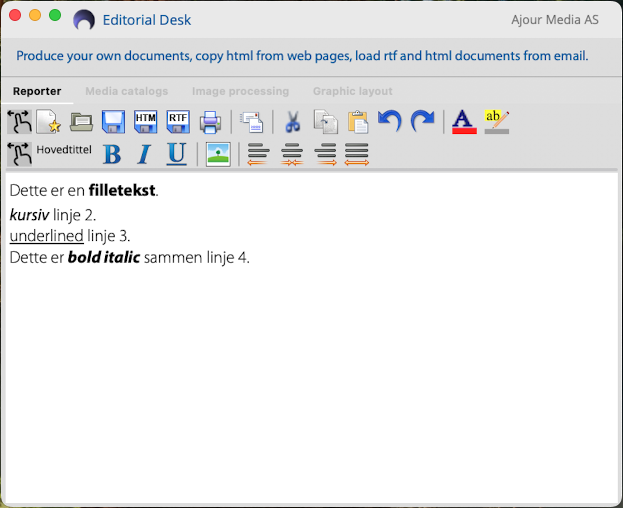 Editorial Desk
Ajour Media AS
Produce your own documents, copy html from web pages, load rtf and html documents from email.
Reporter Media catalogs Image processing Graphic layout
HTM RTF A ab
Hovedtittel B I U
Dette er en filletekst.
kursiv linje 2.
underlined linje 3.
Dette er bold italic sammen linje 4.